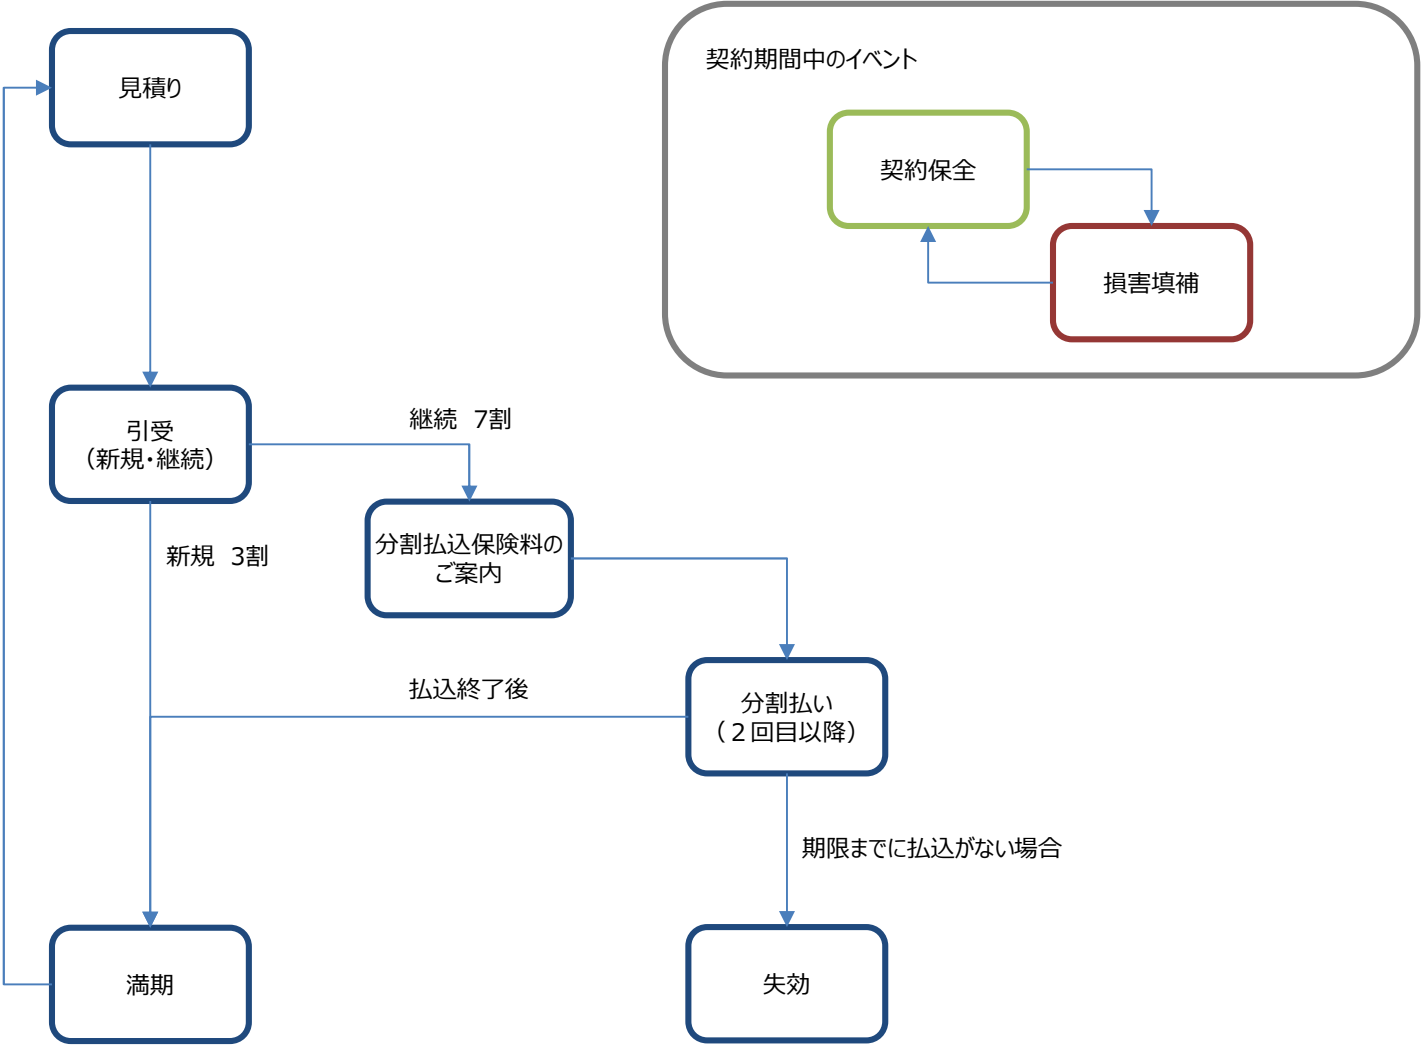 見積り
契約期間中のイベント
契約保全
損害填補
引受
（新規・継続）
継続　7割
新規　3割
分割払込保険料の
ご案内
払込終了後
分割払い
（２回目以降）
期限までに払込がない場合
満期
失効